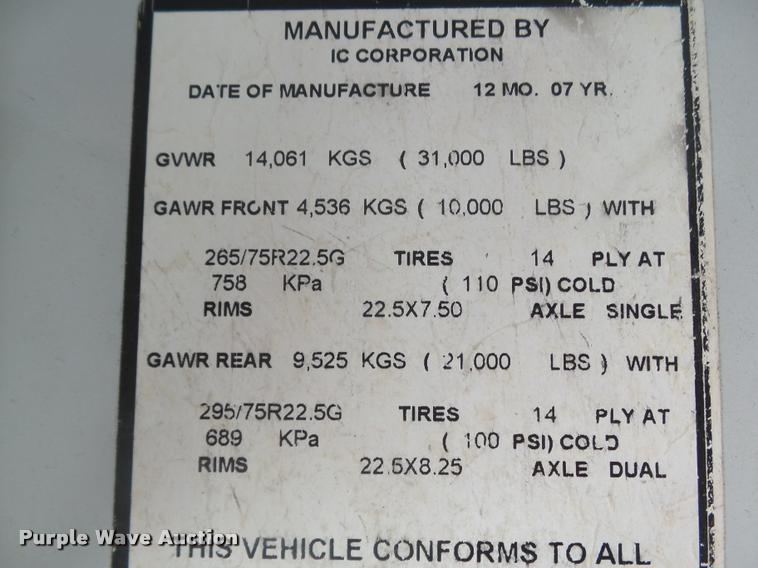 MANUFACTURED BY
IC CORPORATION
DATE OF MANUFACTURE 12 MO. 07 YR.
GVWR 14,061 KGS ( 31,000 LBS )
GAWR FRONT 4,536 KGS ( 10,000 LBS ) WITH
265/75R22.5G TIRES 14 PLY AT
758 KPa ( 110 PSI) COLD
RIMS 22.5X7.50 AXLE SINGLE
GAWR REAR 9,525 KGS ( 21,000 LBS ) WITH
295/75R22.5G TIRES 14 PLY AT
689 KPa ( 100 PSI) COLD
RIMS 22.5X8.25 AXLE DUAL
Purple Wave Auction
THIS VEHICLE CONFORMS TO ALL